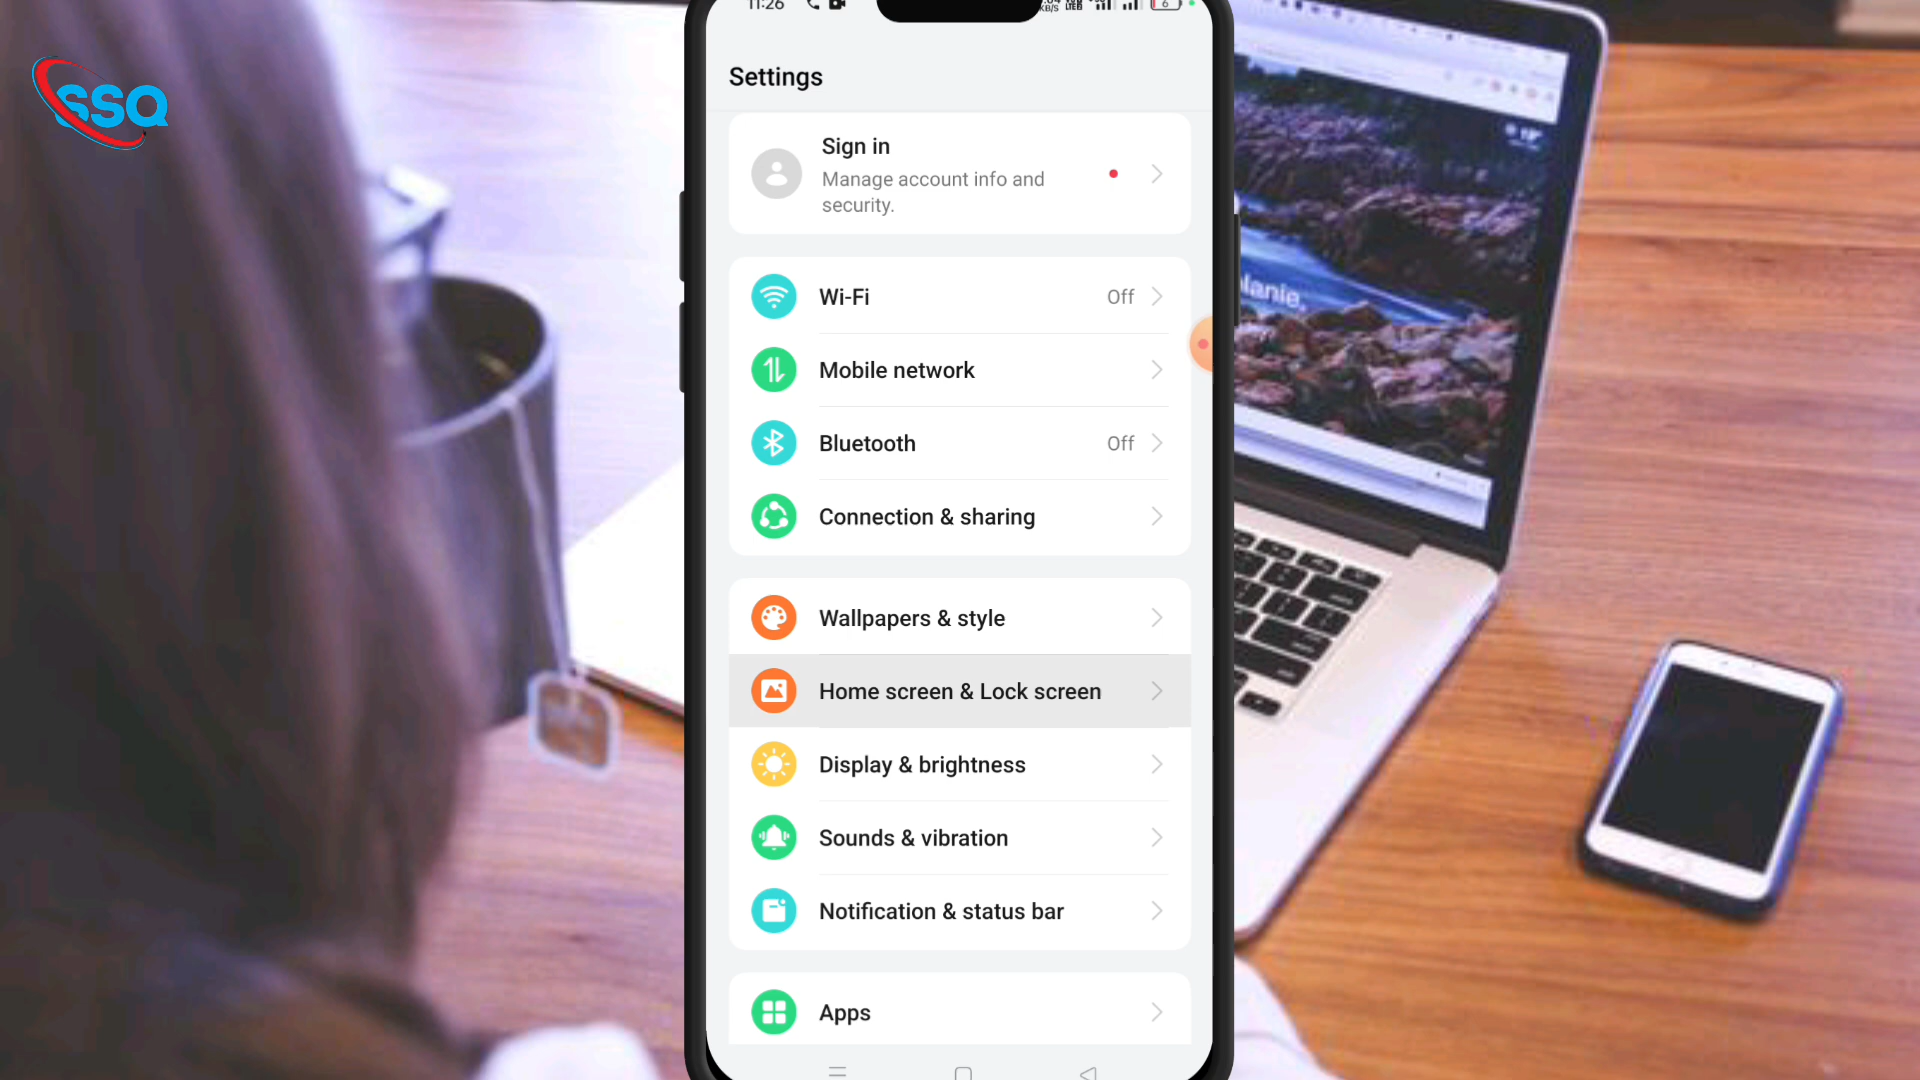 SSQ
11:26
6
Settings
Sign in
Manage account info and
security.
Wi-Fi
Off
Mobile network
Bluetooth
Off
Connection & sharing
Wallpapers & style
Home screen & Lock screen
Display & brightness
Sounds & vibration
Notification & status bar
Apps